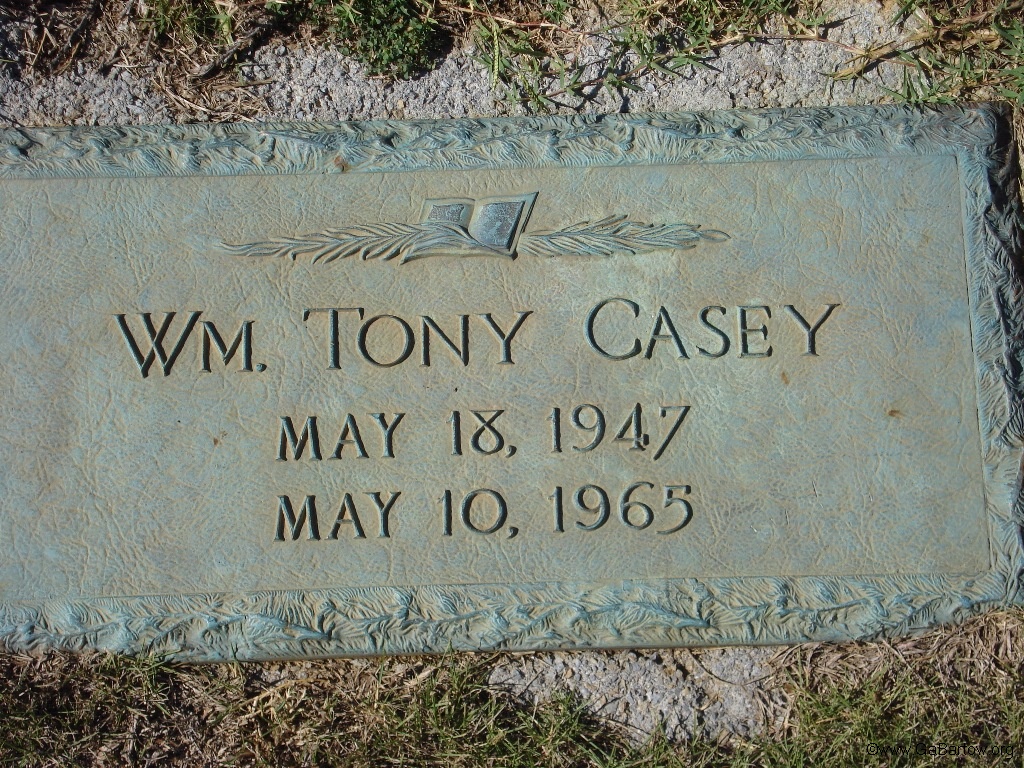 WM. TONY CASEY
MAY 18, 1947
MAY 10, 1965
©www.GaBartow.org